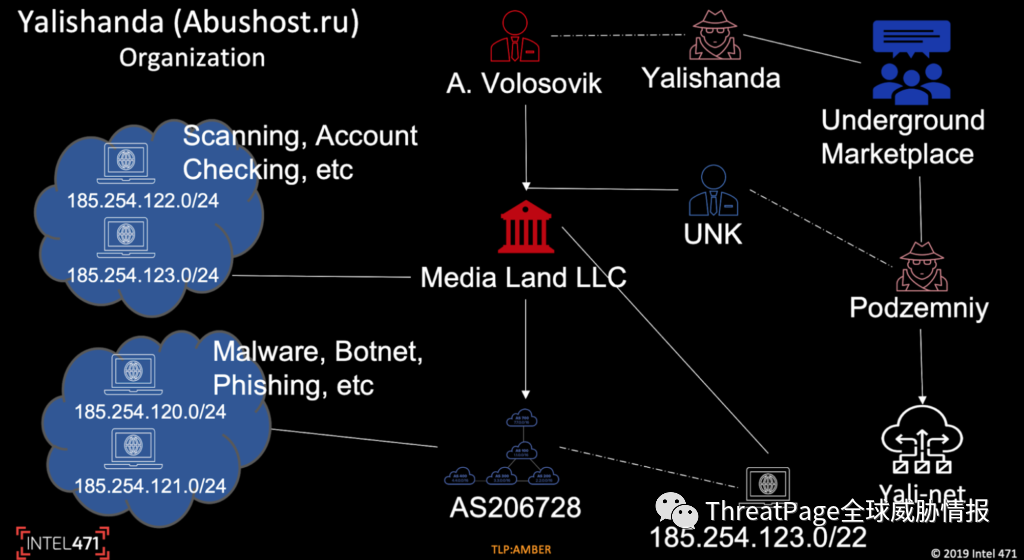 Yalishanda (Abushost.ru)
Organization
A. Volosovik
Yalishanda
Underground
Marketplace
Scanning, Account
Checking, etc
185.254.122.0/24
185.254.123.0/24
UNK
Media Land LLC
Podzemniy
Malware, Botnet,
Phishing, etc
185.254.120.0/24
185.254.121.0/24
AS206728
185.254.123.0/22
Yali-net
ThreatPage全球威胁情报
INTEL471
TLP:AMBER
© 2019 Intel 471